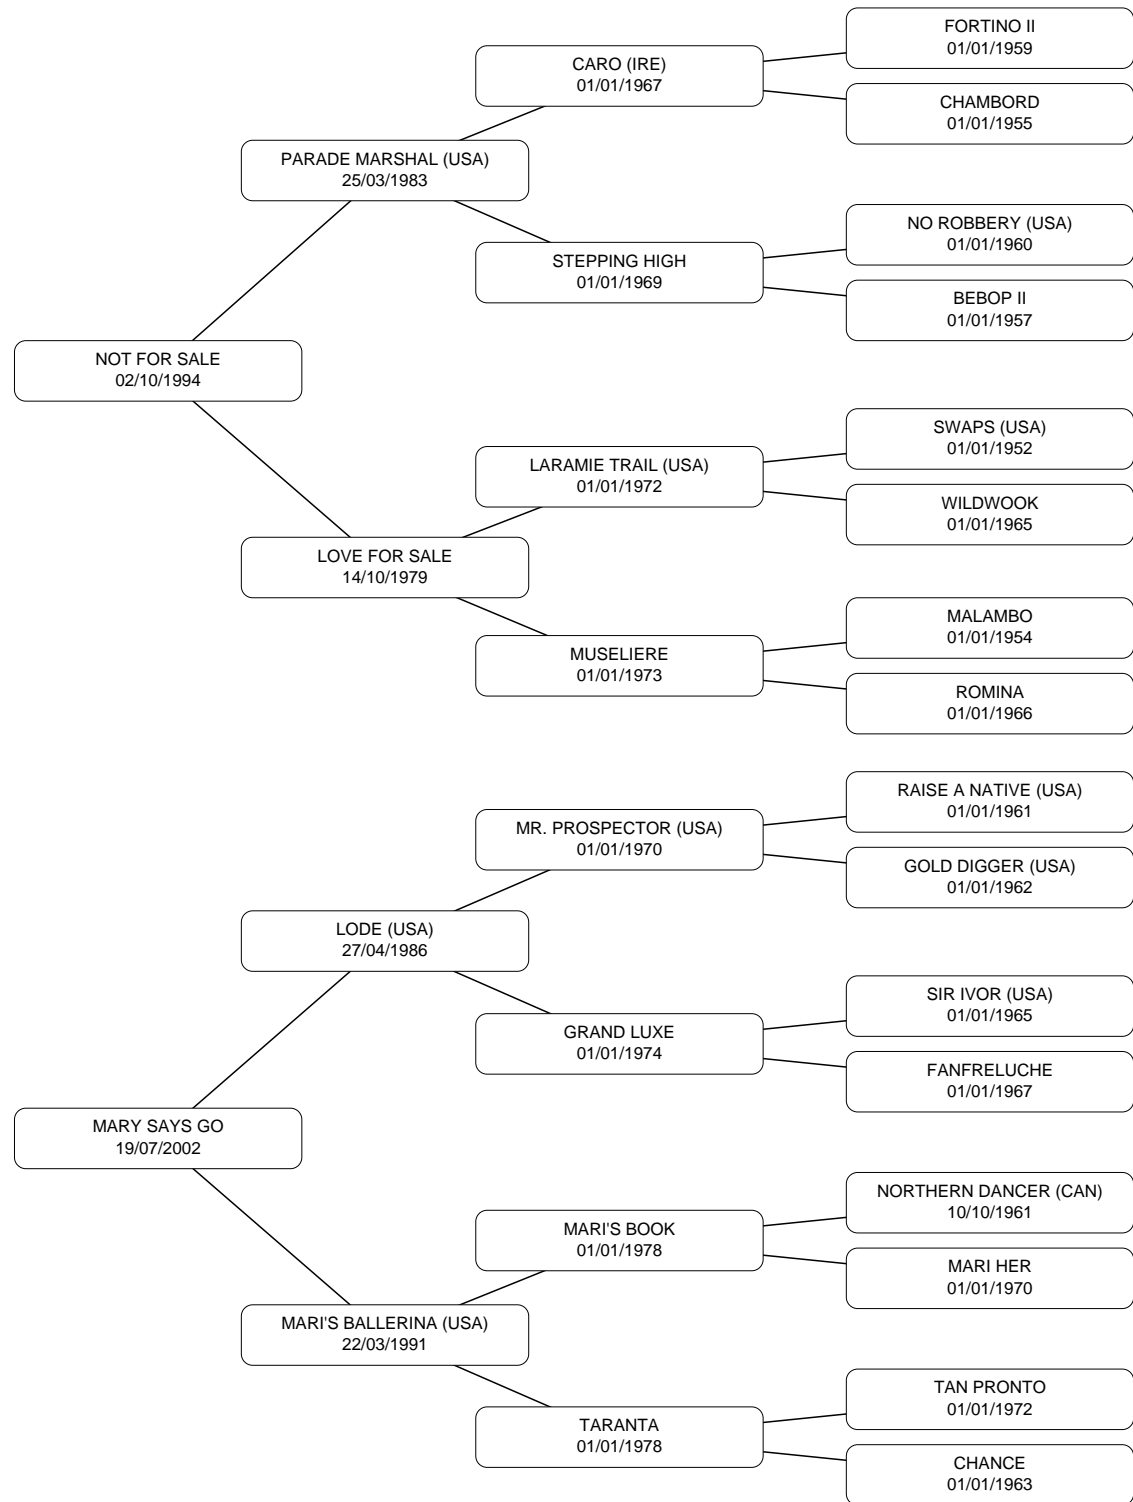 FORTINO II
01/01/1959
CARO (IRE)
01/01/1967
CHAMBORD
01/01/1955
PARADE MARSHAL (USA)
25/03/1983
NO ROBBERY (USA)
01/01/1960
STEPPING HIGH
01/01/1969
BEBOP II
01/01/1957
NOT FOR SALE
02/10/1994
SWAPS (USA)
01/01/1952
LARAMIE TRAIL (USA)
01/01/1972
WILDWOOK
01/01/1965
LOVE FOR SALE
14/10/1979
MALAMBO
01/01/1954
MUSELIERE
01/01/1973
ROMINA
01/01/1966
RAISE A NATIVE (USA)
01/01/1961
MR. PROSPECTOR (USA)
01/01/1970
GOLD DIGGER (USA)
01/01/1962
LODE (USA)
27/04/1986
SIR IVOR (USA)
01/01/1965
GRAND LUXE
01/01/1974
FANFRELUCHE
01/01/1967
MARY SAYS GO
19/07/2002
NORTHERN DANCER (CAN)
10/10/1961
MARI'S BOOK
01/01/1978
MARI HER
01/01/1970
MARI'S BALLERINA (USA)
22/03/1991
TAN PRONTO
01/01/1972
TARANTA
01/01/1978
CHANCE
01/01/1963